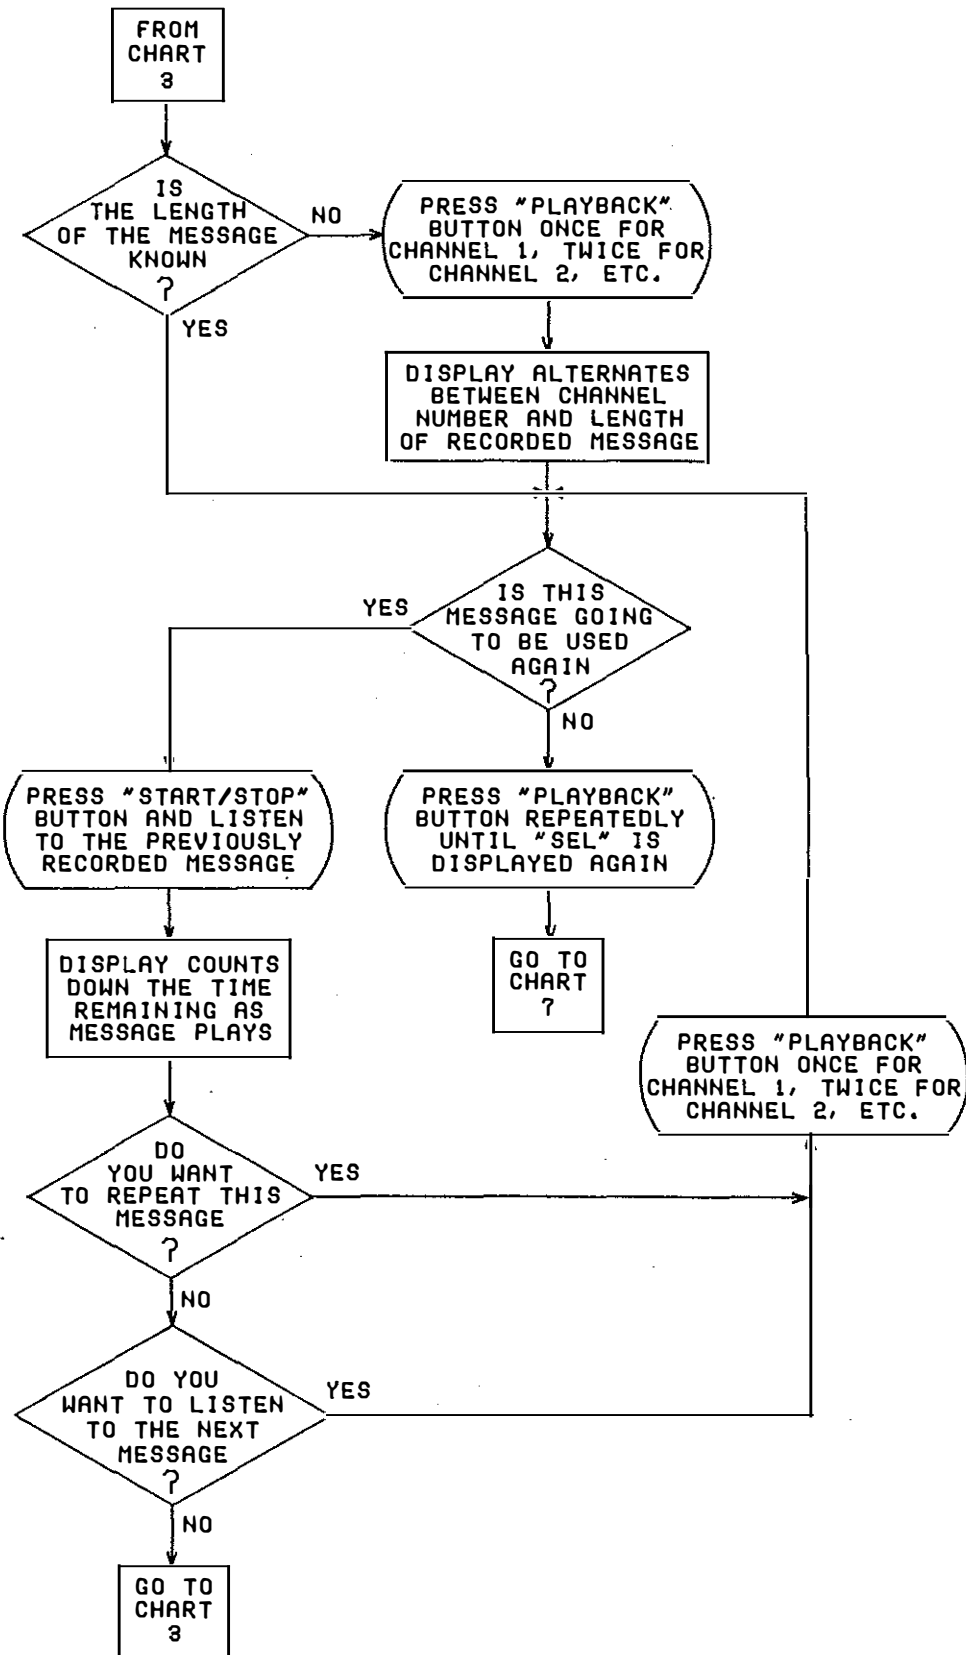 FROM
CHART
3
IS
THE LENGTH
OF THE MESSAGE
KNOWN
?
NO
YES
PRESS "PLAYBACK"
BUTTON ONCE FOR
CHANNEL 1, TWICE FOR
CHANNEL 2, ETC.
DISPLAY ALTERNATES
BETWEEN CHANNEL
NUMBER AND LENGTH
OF RECORDED MESSAGE
IS THIS
MESSAGE GOING
TO BE USED
AGAIN
?
YES
NO
PRESS "START/STOP"
BUTTON AND LISTEN
TO THE PREVIOUSLY
RECORDED MESSAGE
PRESS "PLAYBACK"
BUTTON REPEATEDLY
UNTIL "SEL" IS
DISPLAYED AGAIN
DISPLAY COUNTS
DOWN THE TIME
REMAINING AS
MESSAGE PLAYS
GO TO
CHART
7
PRESS "PLAYBACK"
BUTTON ONCE FOR
CHANNEL 1, TWICE FOR
CHANNEL 2, ETC.
DO
YOU WANT
TO REPEAT THIS
MESSAGE
?
YES
NO
DO YOU
WANT TO LISTEN
TO THE NEXT
MESSAGE
?
YES
NO
GO TO
CHART
3